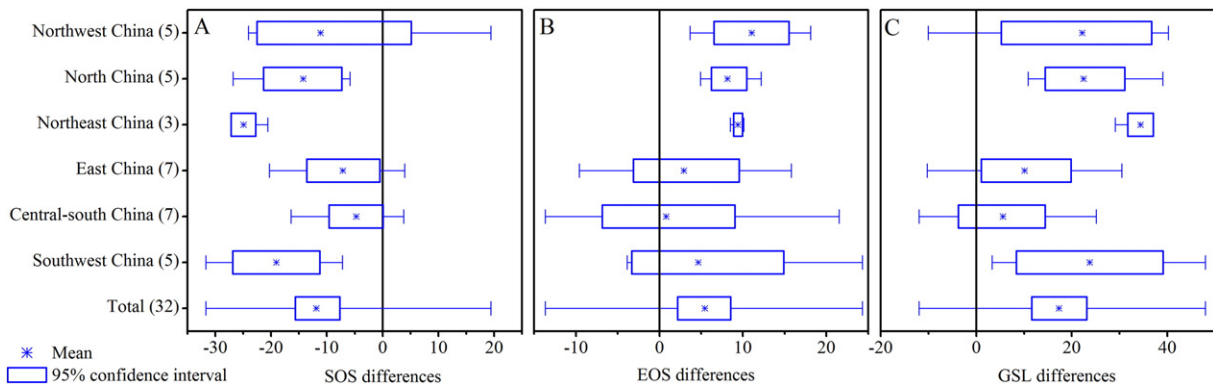 A
B
C
Northwest China (5)
North China (5)
Northeast China (3)
East China (7)
Central-south China (7)
Southwest China (5)
Total (32)
-30 -20 -10 0 10 20
-10 0 10 20
-20 0 20 40
Mean
95% confidence interval
SOS differences
EOS differences
GSL differences